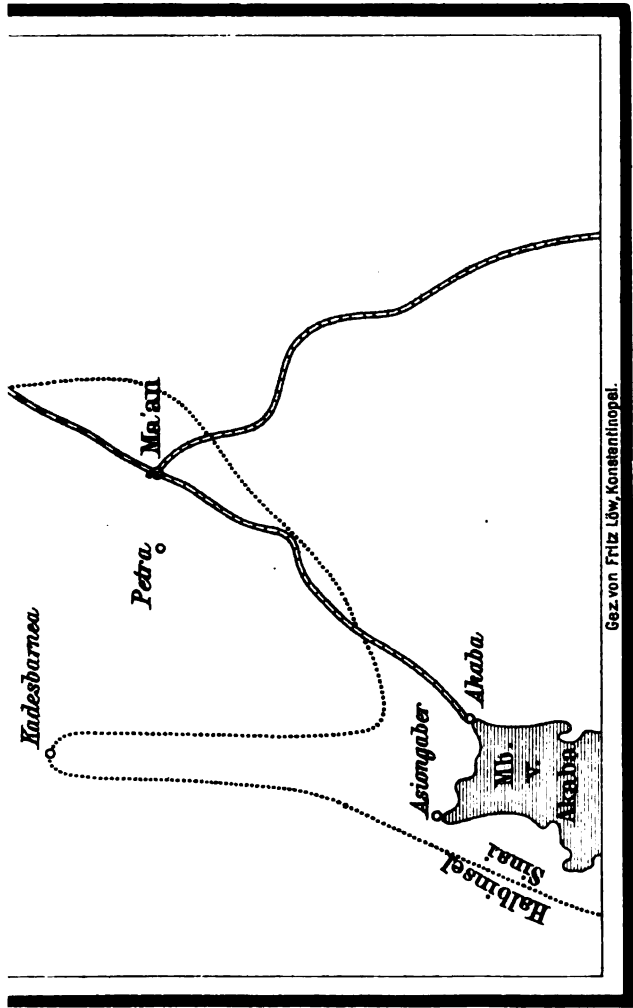 Kadesbarnea
Petra
Ma'an
Asiongaber
Akaba
Mb.
v.
Akaba
Halbinsel
Sinai
Gez. von Fritz Löw, Konstantinopel.